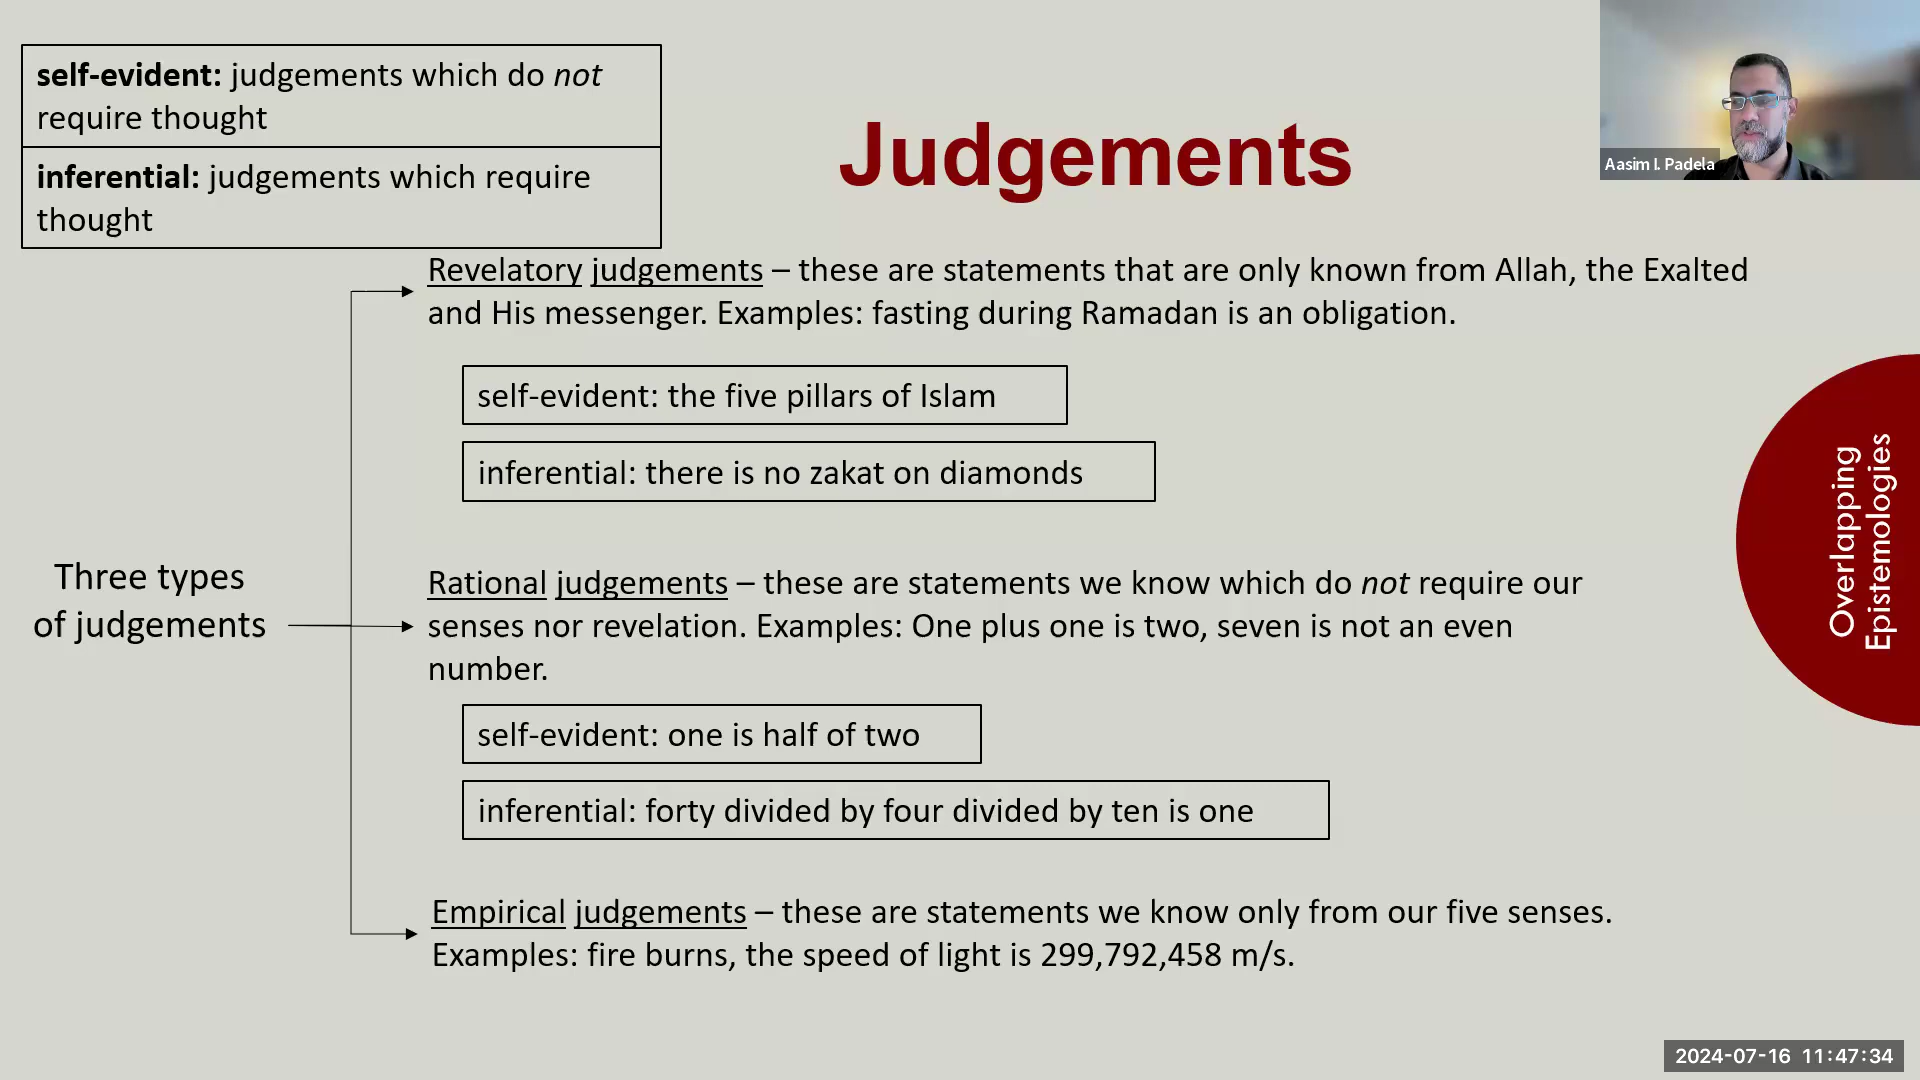 self-evident: judgements which do not
require thought
inferential: judgements which require
thought
Judgements
Aasim I. Padela
Revelatory judgements – these are statements that are only known from Allah, the Exalted
and His messenger. Examples: fasting during Ramadan is an obligation.
self-evident: the five pillars of Islam
inferential: there is no zakat on diamonds
Three types
of judgements
Rational judgements – these are statements we know which do not require our
senses nor revelation. Examples: One plus one is two, seven is not an even
number.
self-evident: one is half of two
inferential: forty divided by four divided by ten is one
Empirical judgements – these are statements we know only from our five senses.
Examples: fire burns, the speed of light is 299,792,458 m/s.
Overlapping
Epistemologies
2024-07-16 11:47:34